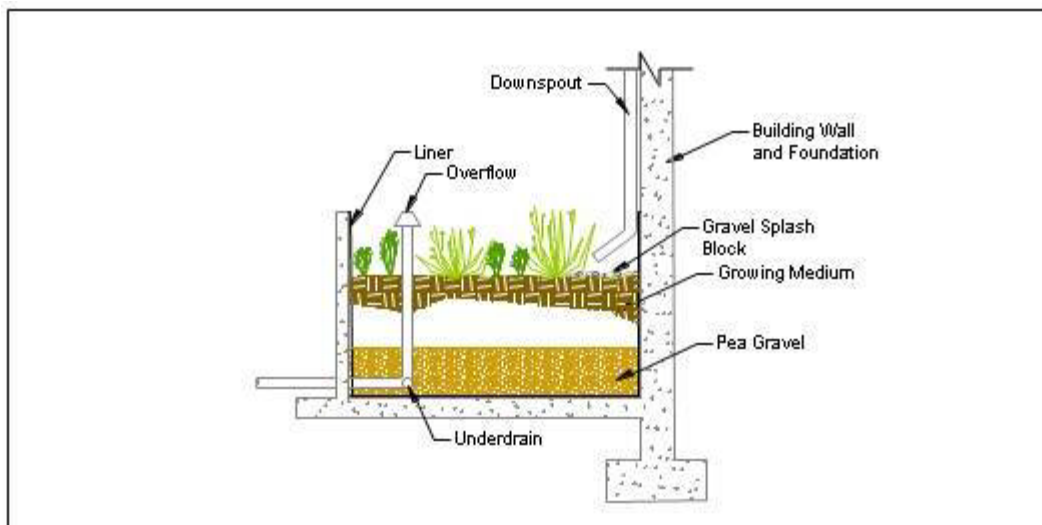 Downspout
Building Wall
and Foundation
Liner
Overflow
Gravel Splash
Block
Growing Medium
Pea Gravel
Underdrain